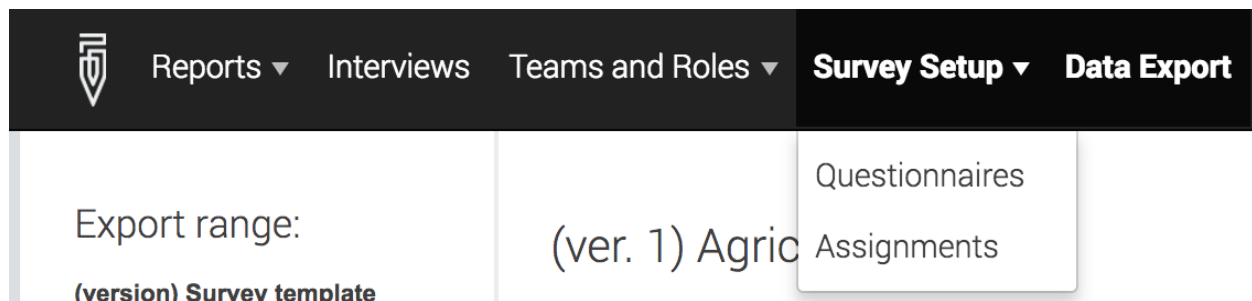 Reports ▾ Interviews Teams and Roles ▾ Survey Setup ▾ Data Export
Questionnaires
Assignments
Export range:
(version) Survey template
(ver. 1) Agric